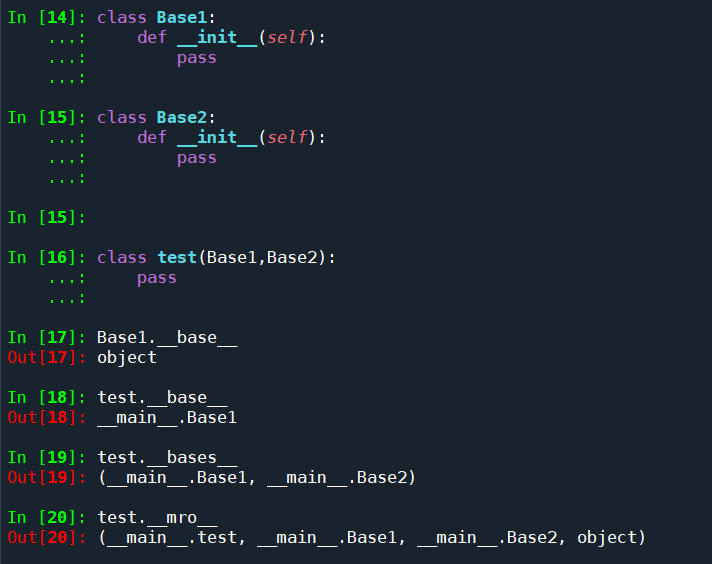 In [14]: class Base1:
   ...:     def __init__(self):
   ...:         pass
   ...:
In [15]: class Base2:
   ...:     def __init__(self):
   ...:         pass
   ...:
In [15]:
In [16]: class test(Base1,Base2):
   ...:     pass
   ...:
In [17]: Base1.__base__
Out[17]: object
In [18]: test.__base__
Out[18]: __main__.Base1
In [19]: test.__bases__
Out[19]: (__main__.Base1, __main__.Base2)
In [20]: test.__mro__
Out[20]: (__main__.test, __main__.Base1, __main__.Base2, object)